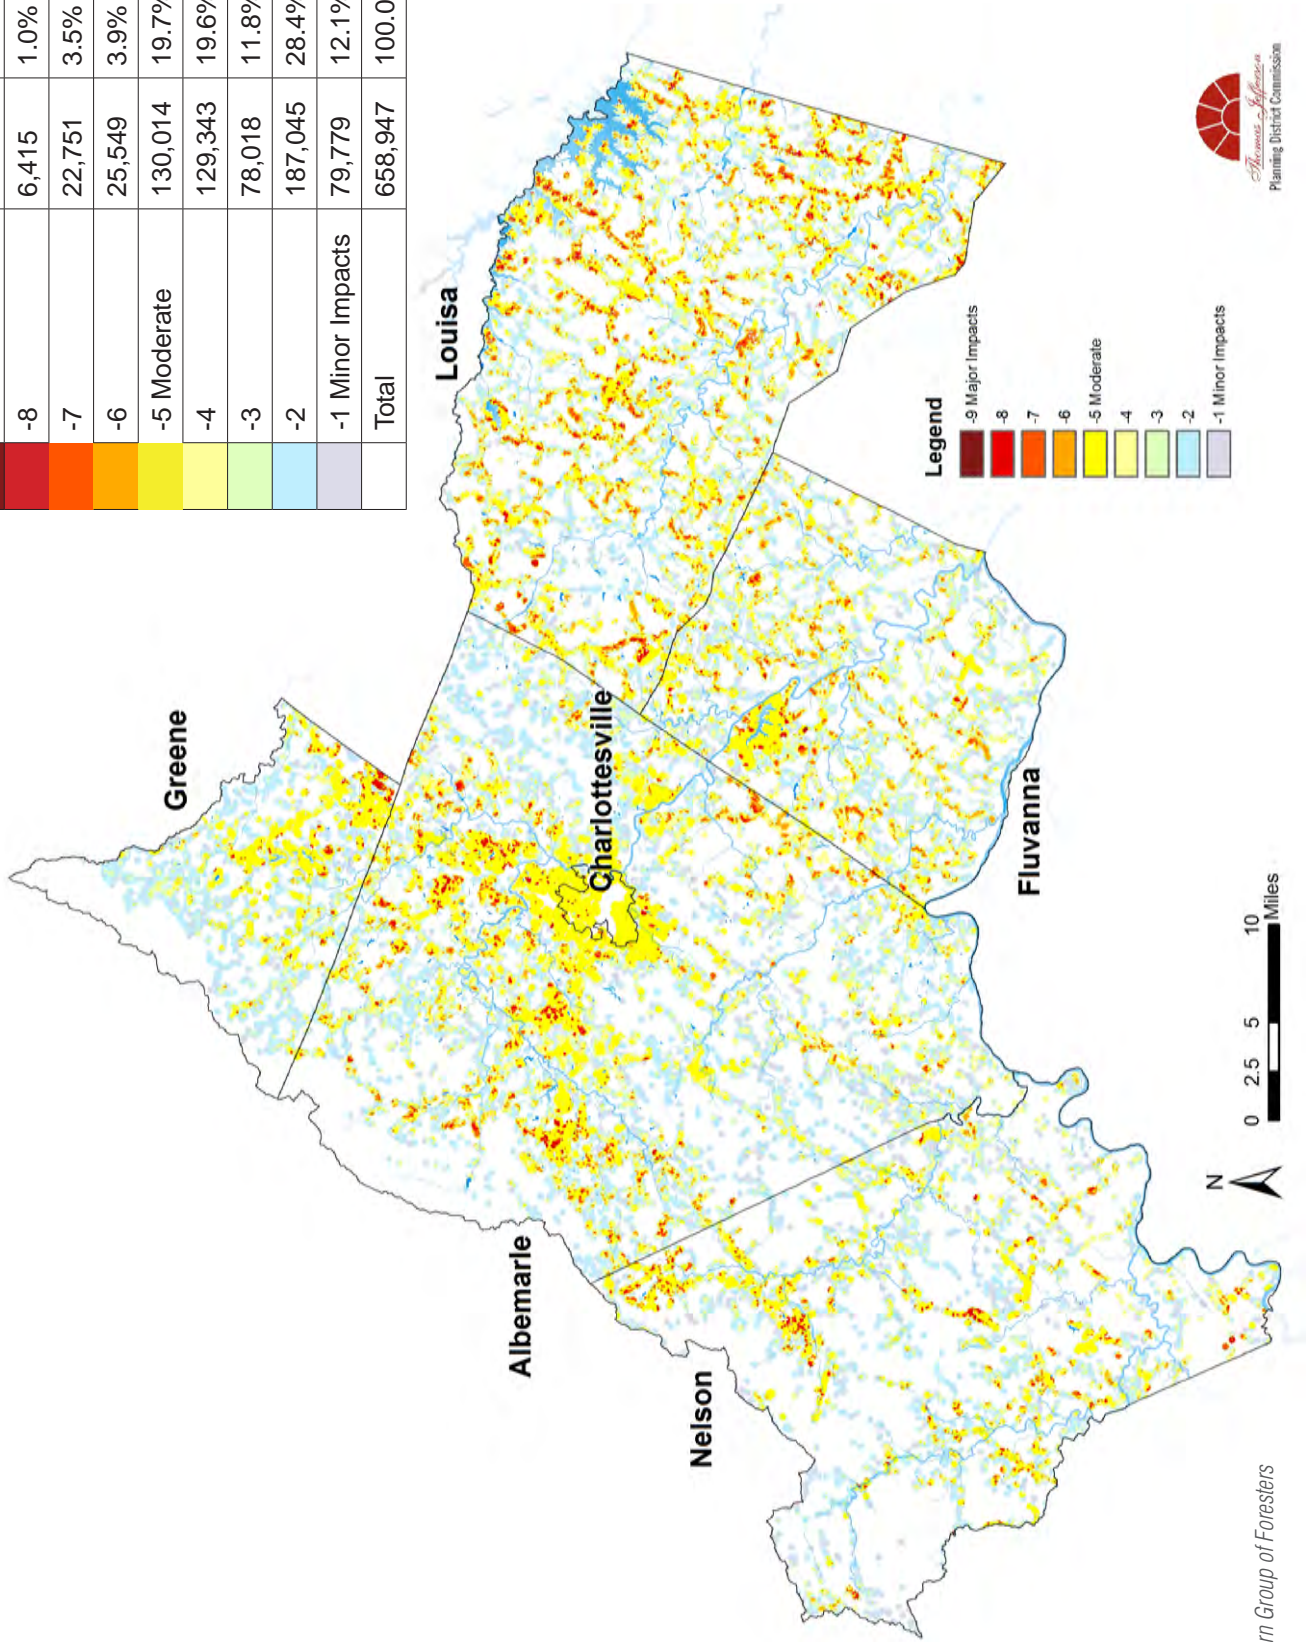 -8 6,415 1.0%
-7 22,751 3.5%
-6 25,549 3.9%
-5 Moderate 130,014 19.7%
-4 129,343 19.6%
-3 78,018 11.8%
-2 187,045 28.4%
-1 Minor Impacts 79,779 12.1%
Total 658,947 100.0
Greene
Louisa
Albemarle
Charlottesville
Nelson
Fluvanna
Legend
-9 Major Impacts
-8
-7
-6
-5 Moderate
-4
-3
-2
-1 Minor Impacts
N
0 2.5 5 10
Miles
Thomas Jefferson
Planning District Commission
rn Group of Foresters